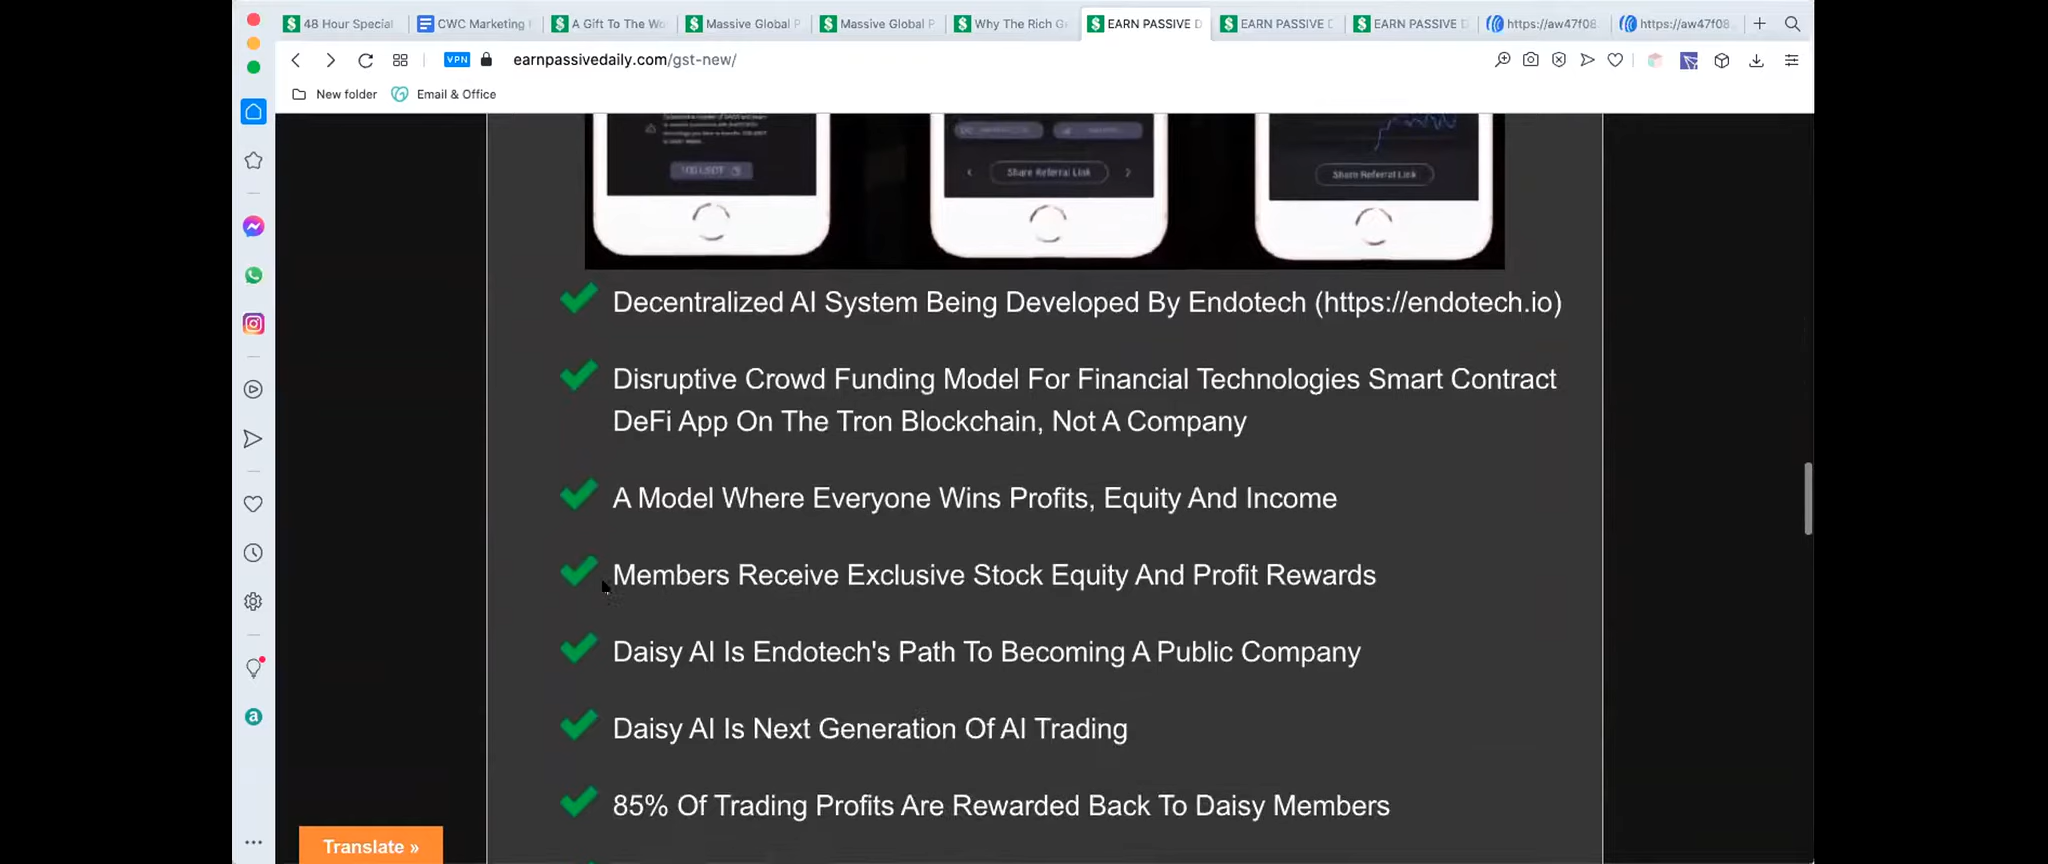 48 Hour Special
CWC Marketing
A Gift To The Wo
Massive Global P
Massive Global P
Why The Rich Ge
EARN PASSIVE D
EARN PASSIVE D
EARN PASSIVE D
https://aw47f08
https://aw47f08
VPN
earnpassivedaily.com/gst-new/
New folder
Email & Office
100 USDT
Share Referral Link
Share Referral Link
Decentralized AI System Being Developed By Endotech (https://endotech.io)
Disruptive Crowd Funding Model For Financial Technologies Smart Contract
DeFi App On The Tron Blockchain, Not A Company
A Model Where Everyone Wins Profits, Equity And Income
Members Receive Exclusive Stock Equity And Profit Rewards
Daisy AI Is Endotech's Path To Becoming A Public Company
Daisy AI Is Next Generation Of AI Trading
85% Of Trading Profits Are Rewarded Back To Daisy Members
Translate »